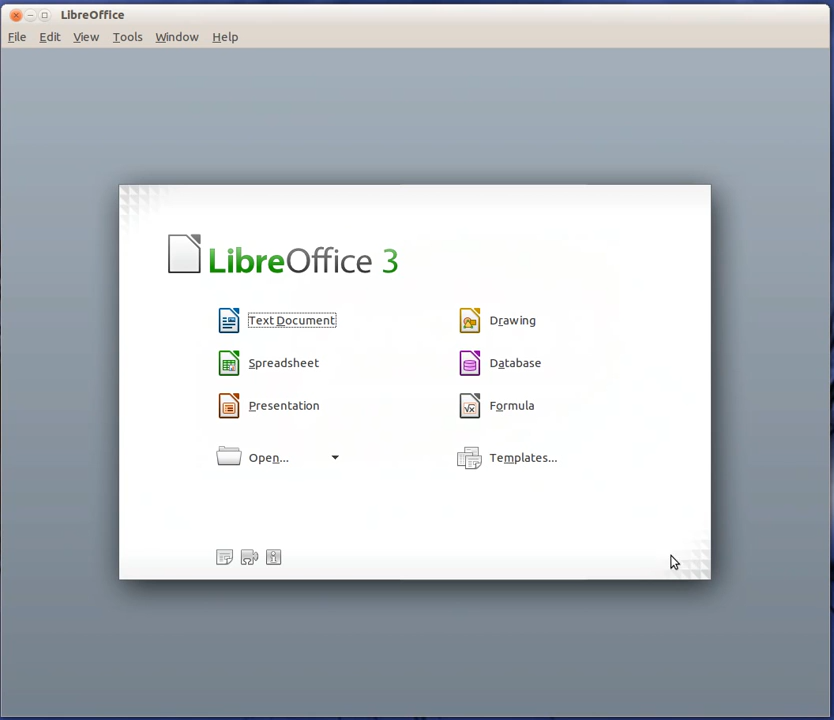 LibreOffice
File Edit View Tools Window Help
LibreOffice 3
Text Document
Drawing
Spreadsheet
Database
Presentation
Formula
Open...
Templates...